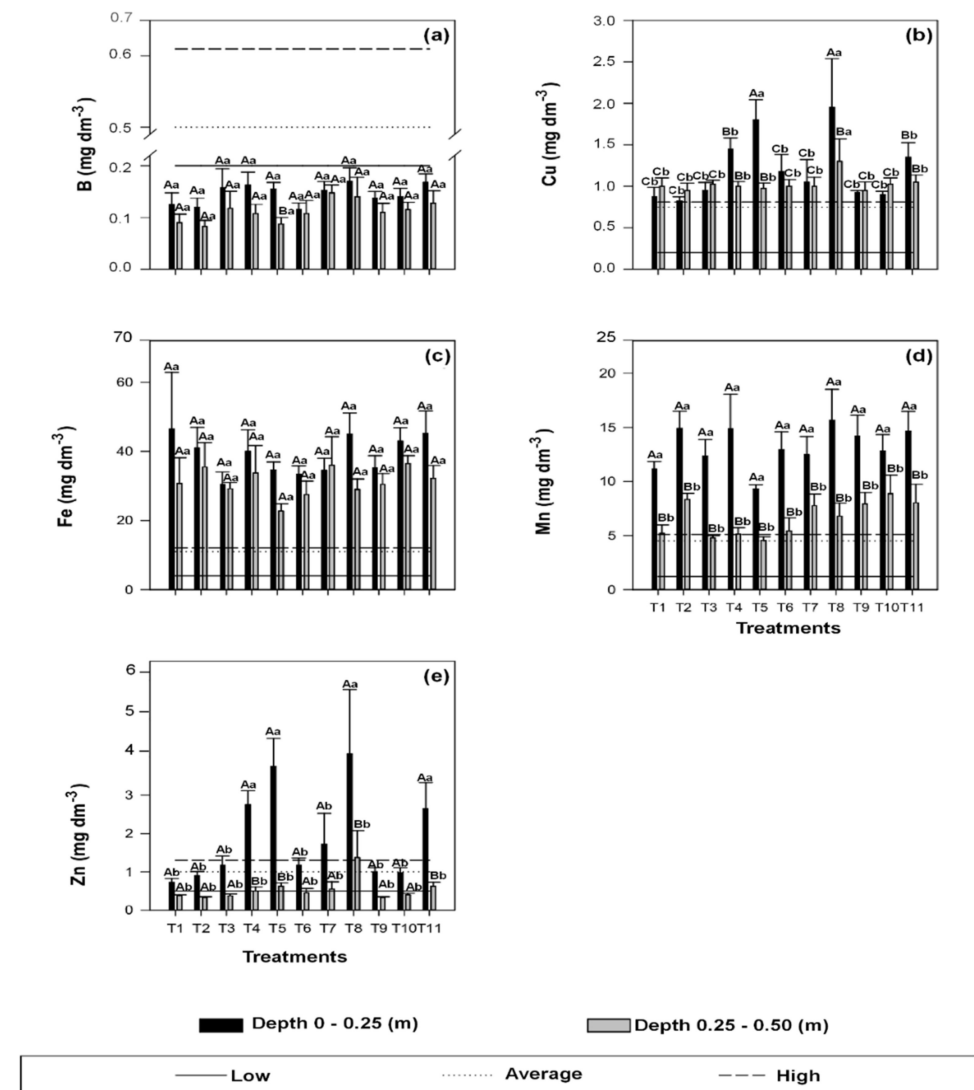 (a)
B (mg dm-3)
0.7
0.6
0.5
0.2
0.1
0.0
Aa Aa Aa Aa Aa Aa Aa Aa Aa Ba Aa Aa Aa Aa Aa Aa Aa Aa Aa Aa Aa Aa
(b)
Cu (mg dm-3)
3.0
2.5
2.0
1.5
1.0
0.5
0.0
Cb Cb Cb Cb Cb Cb Bb Bb Aa Cb Cb Cb Cb Cb Aa Ba Cb Cb Cb Cb Bb Bb
(c)
Fe (mg dm-3)
70
60
40
20
0
Aa Aa Aa Aa Aa Aa Aa Aa Aa Aa Aa Aa Aa Aa Aa Aa Aa Aa Aa Aa Aa Aa
(d)
Mn (mg dm-3)
25
20
15
10
5
0
Aa Bb Aa Bb Aa Bb Aa Bb Aa Bb Aa Bb Aa Bb Aa Bb Aa Bb Aa Bb Aa Bb
T1 T2 T3 T4 T5 T6 T7 T8 T9 T10 T11
Treatments
(e)
Zn (mg dm-3)
6
5
4
3
2
1
0
Ab Ab Ab Ab Ab Ab Aa Bb Aa Bb Ab Ab Ab Ab Aa Bb Ab Ab Ab Ab Aa Bb
T1 T2 T3 T4 T5 T6 T7 T8 T9 T10 T11
Treatments
Depth 0 - 0.25 (m) Depth 0.25 - 0.50 (m)
Low Average High